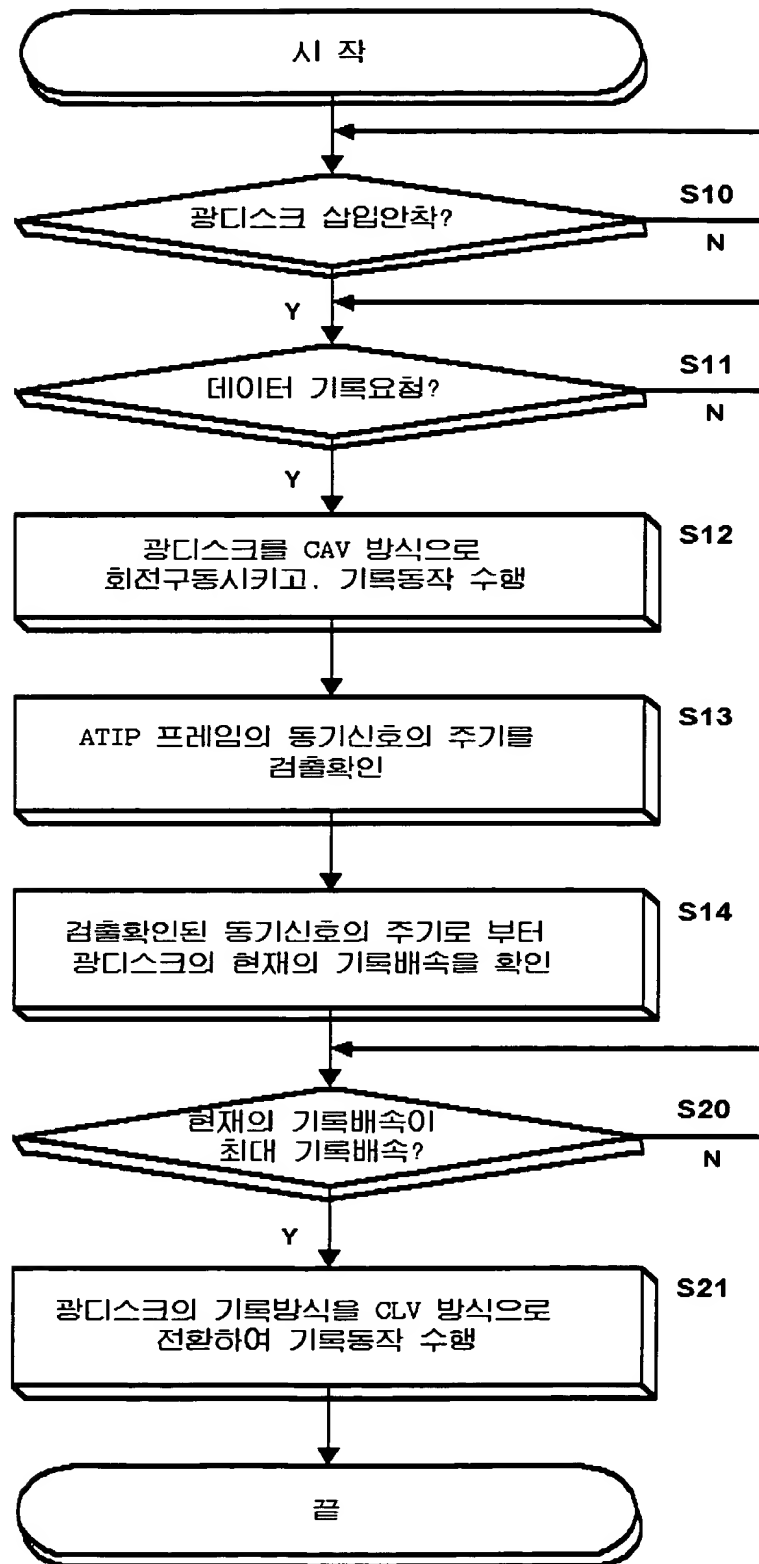 시 작
광디스크 삽입안착?
S10
N
Y
데이터 기록요청?
S11
N
Y
광디스크를 CAV 방식으로
회전구동시키고. 기록동작 수행
S12
ATIP 프레임의 동기신호의 주기를
검출확인
S13
검출확인된 동기신호의 주기로 부터
광디스크의 현재의 기록배속을 확인
S14
현재의 기록배속이
최대 기록배속?
S20
N
Y
광디스크의 기록방식을 CLV 방식으로
전환하여 기록동작 수행
S21
끝